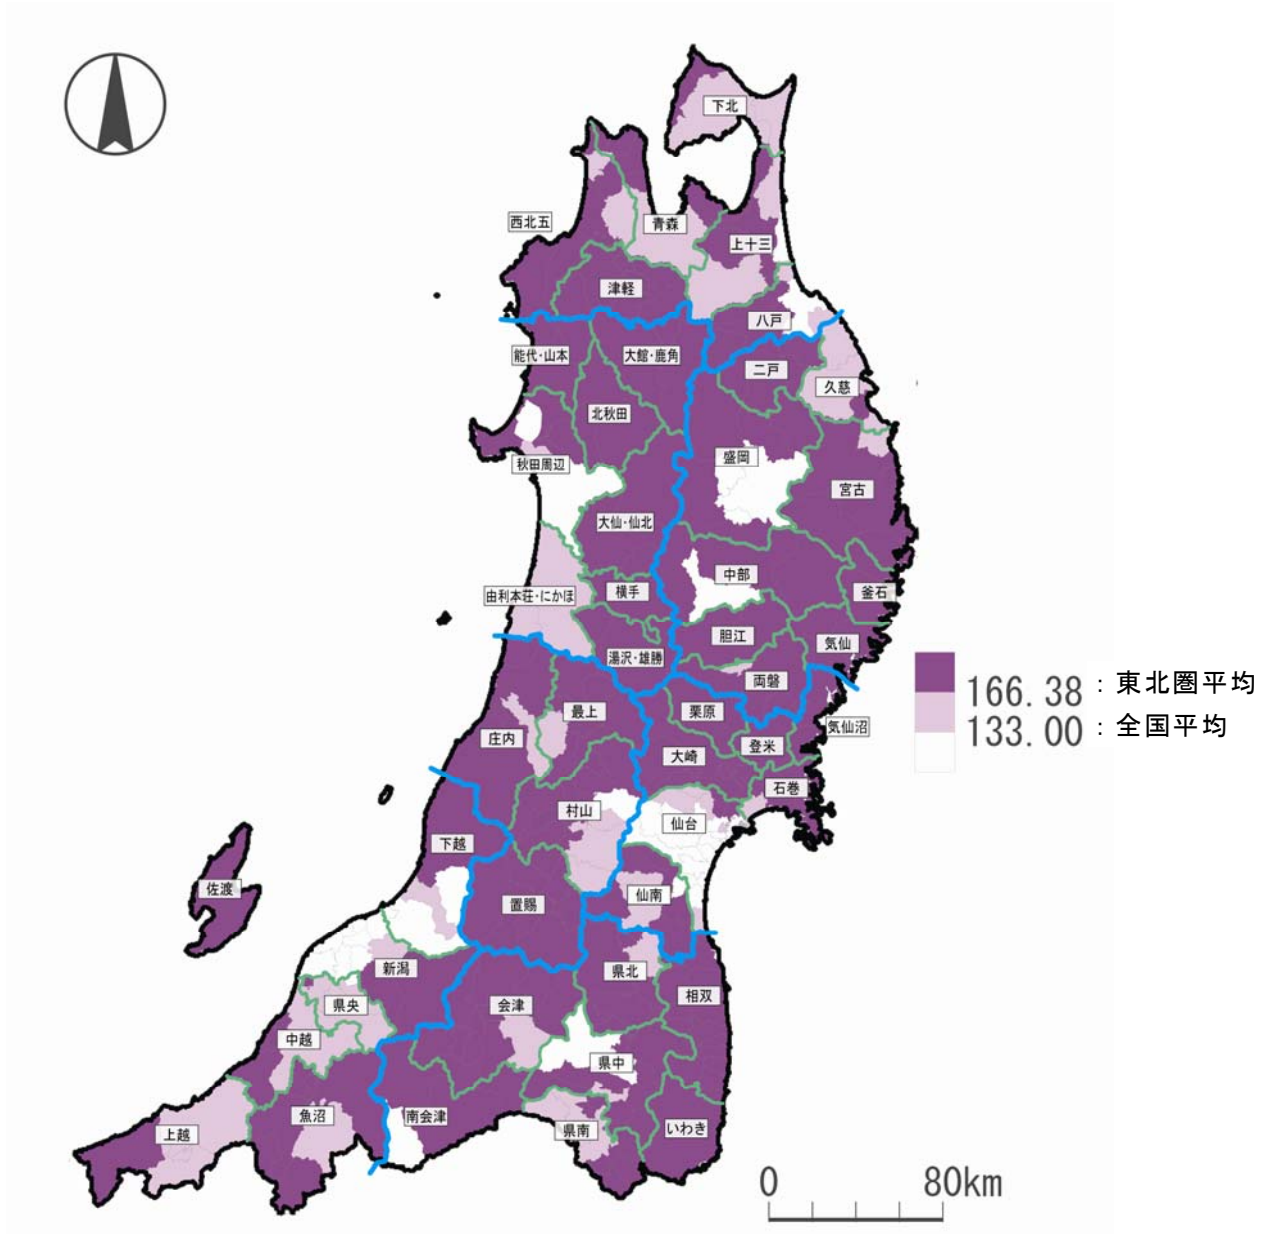 下北
西北五
青森
上十三
津軽
八戸
能代・山本
大館・鹿角
二戸
久慈
北秋田
秋田周辺
盛岡
宮古
大仙・仙北
中部
横手
釜石
由利本荘・にかほ
胆江
気仙
湯沢・雄勝
両磐
166.38：東北圏平均
133.00：全国平均
最上
栗原
気仙沼
庄内
登米
大崎
石巻
村山
仙台
下越
佐渡
置賜
仙南
新潟
県北
相双
県央
会津
中越
県中
魚沼
南会津
上越
県南
いわき
0 80km